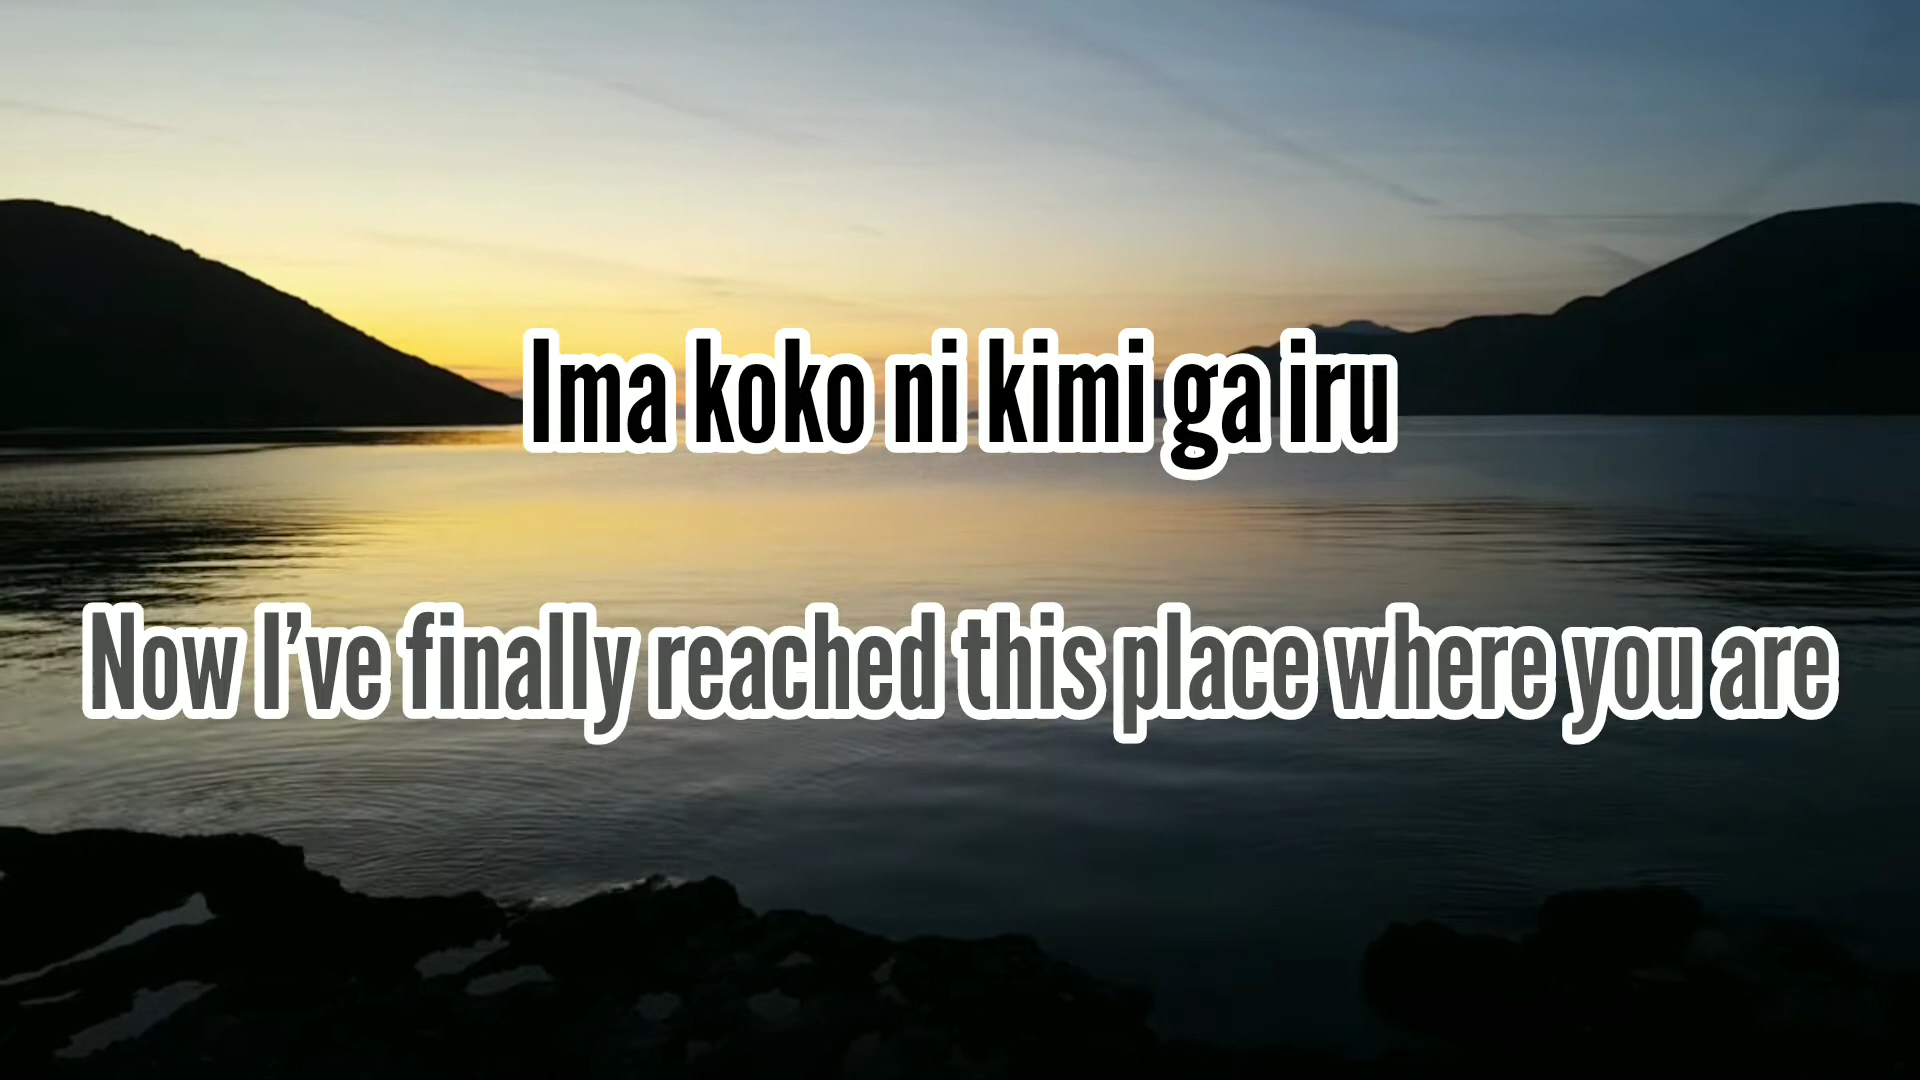 Ima koko ni kimi ga iru
Now I’ve finally reached this place where you are